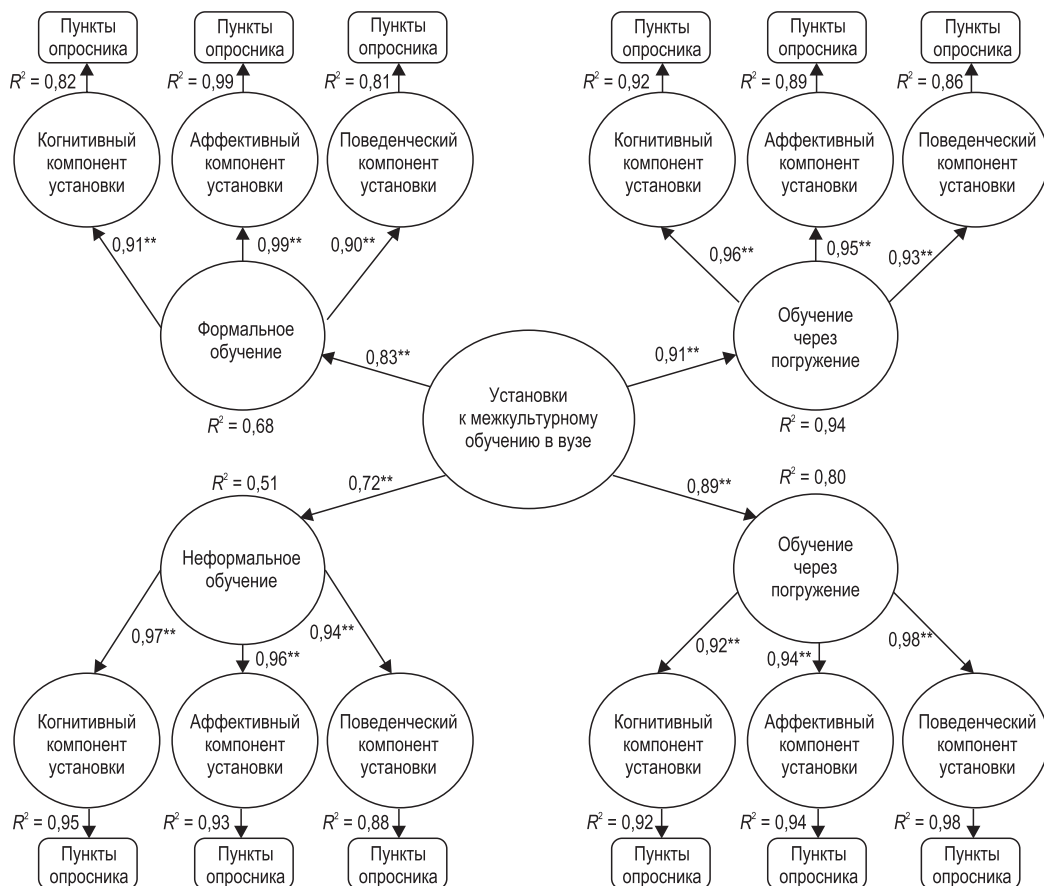 Пункты
опросника
Пункты
опросника
Пункты
опросника
Пункты
опросника
Пункты
опросника
Пункты
опросника
R² = 0,82
R² = 0,99
R² = 0,81
R² = 0,92
R² = 0,89
R² = 0,86
Когнитивный
компонент
установки
Аффективный
компонент
установки
Поведенческий
компонент
установки
Когнитивный
компонент
установки
Аффективный
компонент
установки
Поведенческий
компонент
установки
0,91**
0,99**
0,90**
0,96**
0,95**
0,93**
Формальное
обучение
Обучение
через
погружение
0,83**
0,91**
R² = 0,68
R² = 0,94
Установки
к межкультурному
обучению в вузе
0,72**
0,89**
R² = 0,51
R² = 0,80
Неформальное
обучение
Обучение
через
погружение
0,97**
0,96**
0,94**
0,92**
0,94**
0,98**
Когнитивный
компонент
установки
Аффективный
компонент
установки
Поведенческий
компонент
установки
Когнитивный
компонент
установки
Аффективный
компонент
установки
Поведенческий
компонент
установки
R² = 0,95
R² = 0,93
R² = 0,88
R² = 0,92
R² = 0,94
R² = 0,98
Пункты
опросника
Пункты
опросника
Пункты
опросника
Пункты
опросника
Пункты
опросника
Пункты
опросника